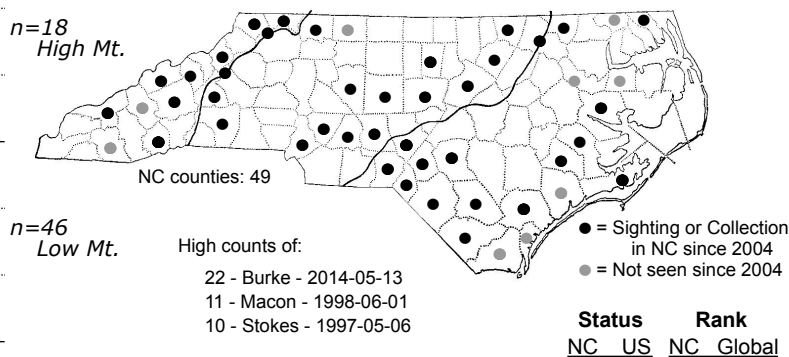 n=18
High Mt.
NC counties: 49
n=46
Low Mt.
High counts of:
22 - Burke - 2014-05-13
11 - Macon - 1998-06-01
10 - Stokes - 1997-05-06
● = Sighting or Collection
in NC since 2004
● = Not seen since 2004
Status Rank
NC US NC Global